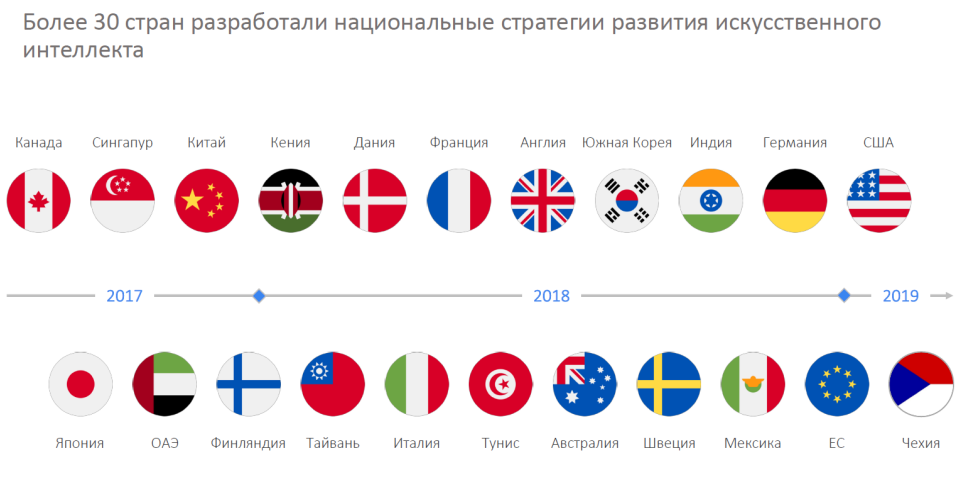 Более 30 стран разработали национальные стратегии развития искусственного
интеллекта
Канада Сингапур Китай Кения Дания Франция Англия Южная Корея Индия Германия США
2017 2018 2019
Япония ОАЭ Финляндия Тайвань Италия Тунис Австралия Швеция Мексика ЕС Чехия